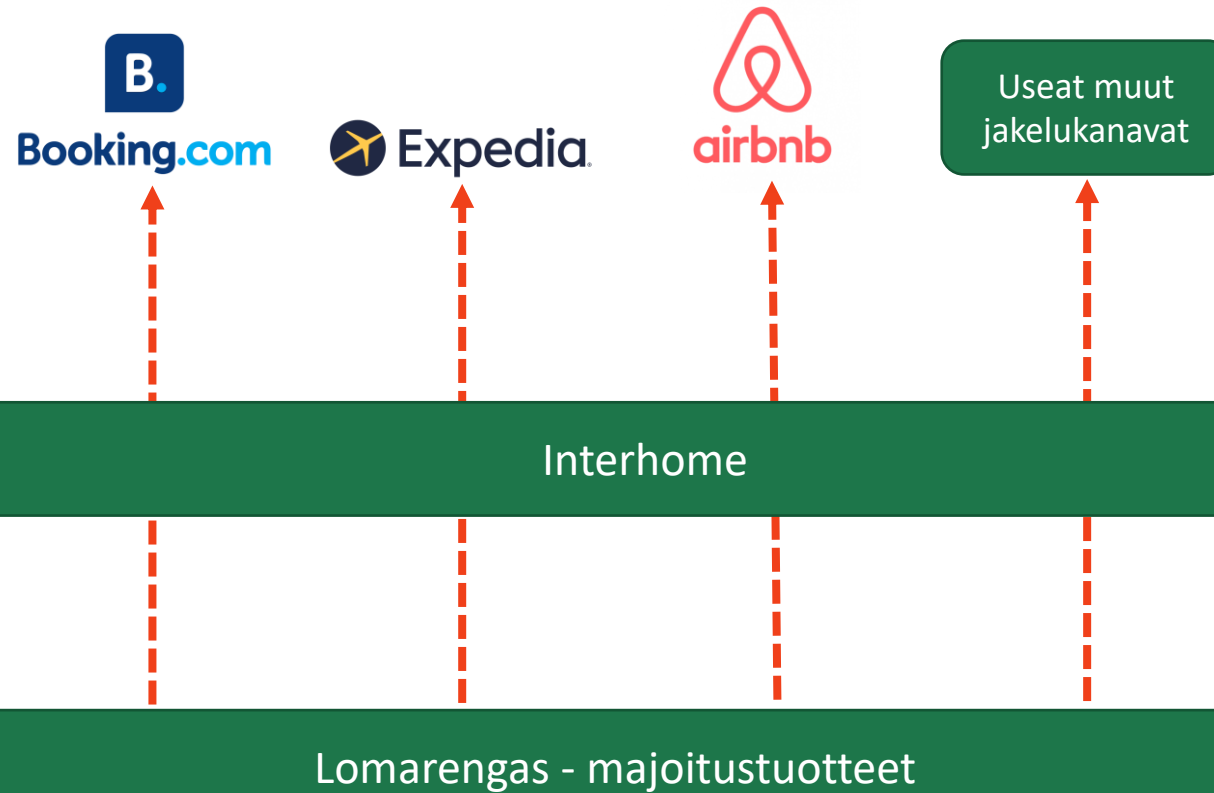 B.
Booking.com
Expedia
airbnb
Useat muut
jakelukanavat
Interhome
Lomarengas - majoitustuotteet